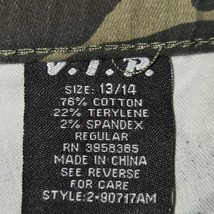 V.I.P.
SIZE: 13/14
76% COTTON
22% TERYLENE
2% SPANDEX
REGULAR
RN 3958385
MADE IN CHINA
SEE REVERSE
FOR CARE
STYLE:2-90717AM